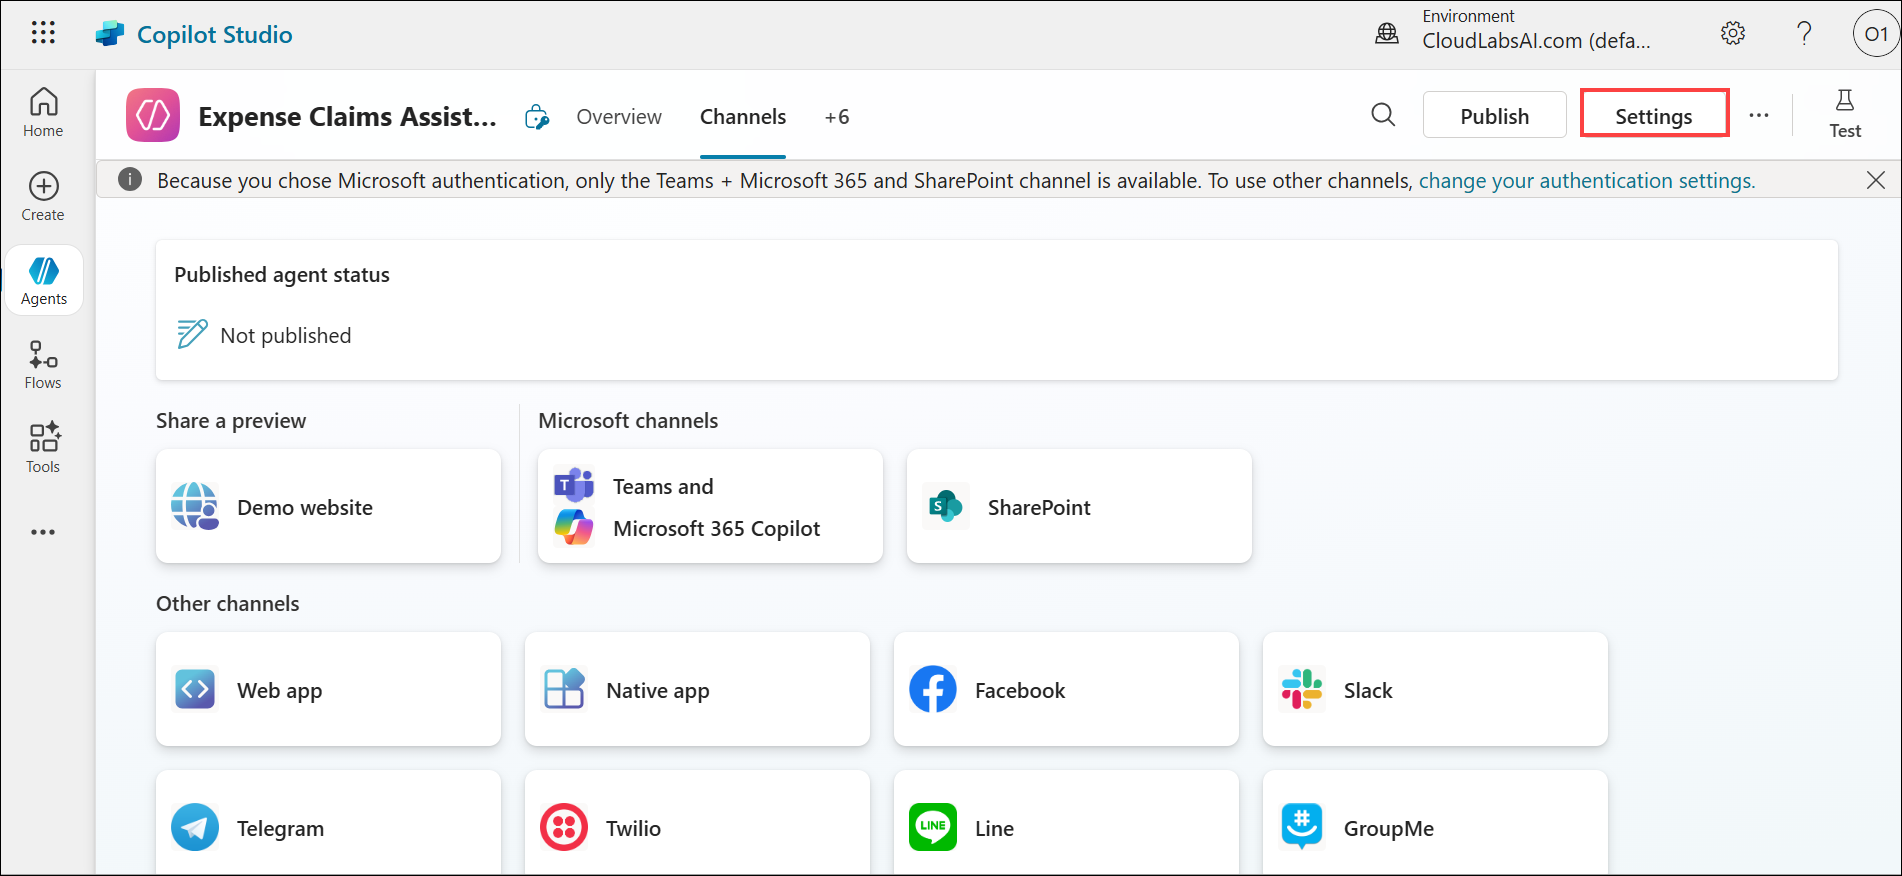 Copilot Studio
Environment
CloudLabsAI.com (defa...
O1
Home
Create
Agents
Flows
Tools
Expense Claims Assist...
Overview
Channels
+6
Publish
Settings
Test
Because you chose Microsoft authentication, only the Teams + Microsoft 365 and SharePoint channel is available. To use other channels, change your authentication settings.
Published agent status
Not published
Share a preview
Microsoft channels
Demo website
Teams and
Microsoft 365 Copilot
SharePoint
Other channels
Web app
Native app
Facebook
Slack
Telegram
Twilio
LINE
Line
GroupMe